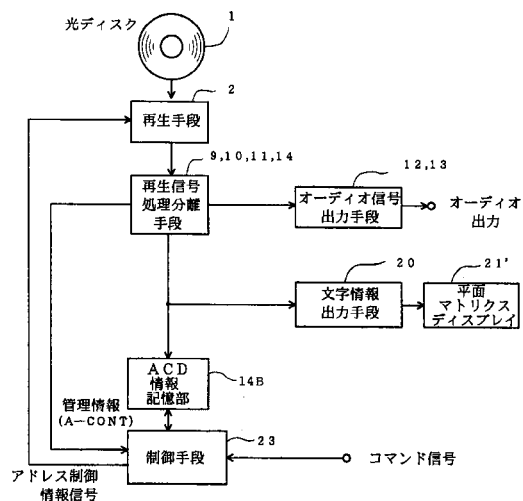 光ディスク
1
2
再生手段
9,10,11,14
再生信号
処理分離
手段
12,13
オーディオ信号
出力手段
オーディオ
出力
20
文字情報
出力手段
21'
平面
マトリクス
ディスプレイ
ACD
情報
記憶部
14B
管理情報
(A-CONT)
23
制御手段
コマンド信号
アドレス制御
情報信号